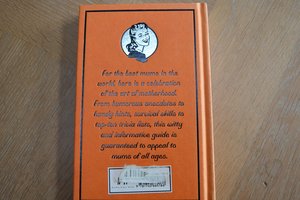 For the best mums in the
world, here is a celebration
of the art of motherhood.
From humorous anecdotes to
handy hints, survival skills to
top-ten trivia lists, this witty
and informative guide is
guaranteed to appeal to
mums of all ages.